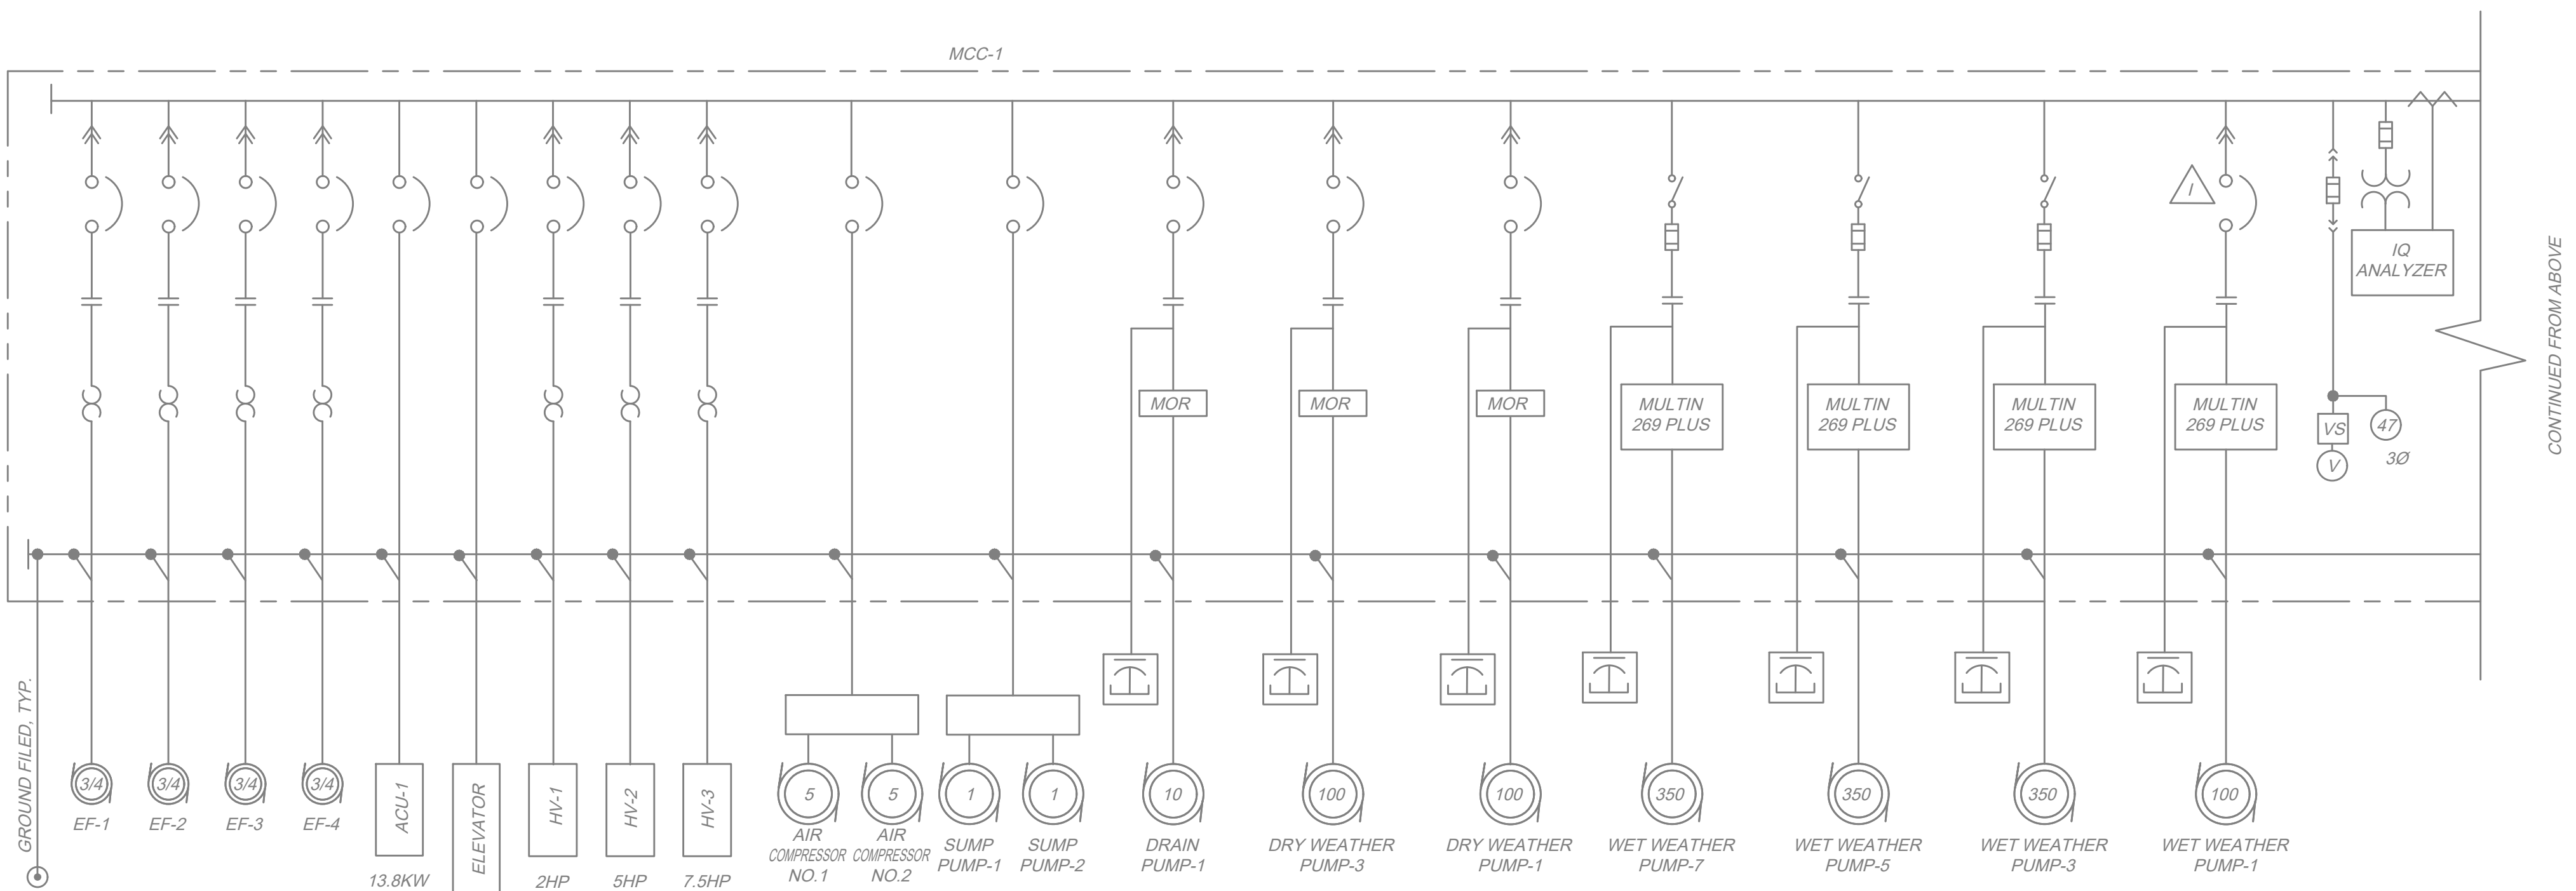 MCC-1
I
IQ
ANALYZER
CONTINUED FROM ABOVE
MOR
MOR
MOR
MULTIN
269 PLUS
MULTIN
269 PLUS
MULTIN
269 PLUS
MULTIN
269 PLUS
VS
47
V
3Ø
GROUND FILED, TYP.
3/4
EF-1
3/4
EF-2
3/4
EF-3
3/4
EF-4
ACU-1
13.8KW
ELEVATOR
HV-1
2HP
HV-2
5HP
HV-3
7.5HP
5
AIR
COMPRESSOR
NO.1
5
AIR
COMPRESSOR
NO.2
1
SUMP
PUMP-1
1
SUMP
PUMP-2
10
DRAIN
PUMP-1
100
DRY WEATHER
PUMP-3
100
DRY WEATHER
PUMP-1
350
WET WEATHER
PUMP-7
350
WET WEATHER
PUMP-5
350
WET WEATHER
PUMP-3
100
WET WEATHER
PUMP-1